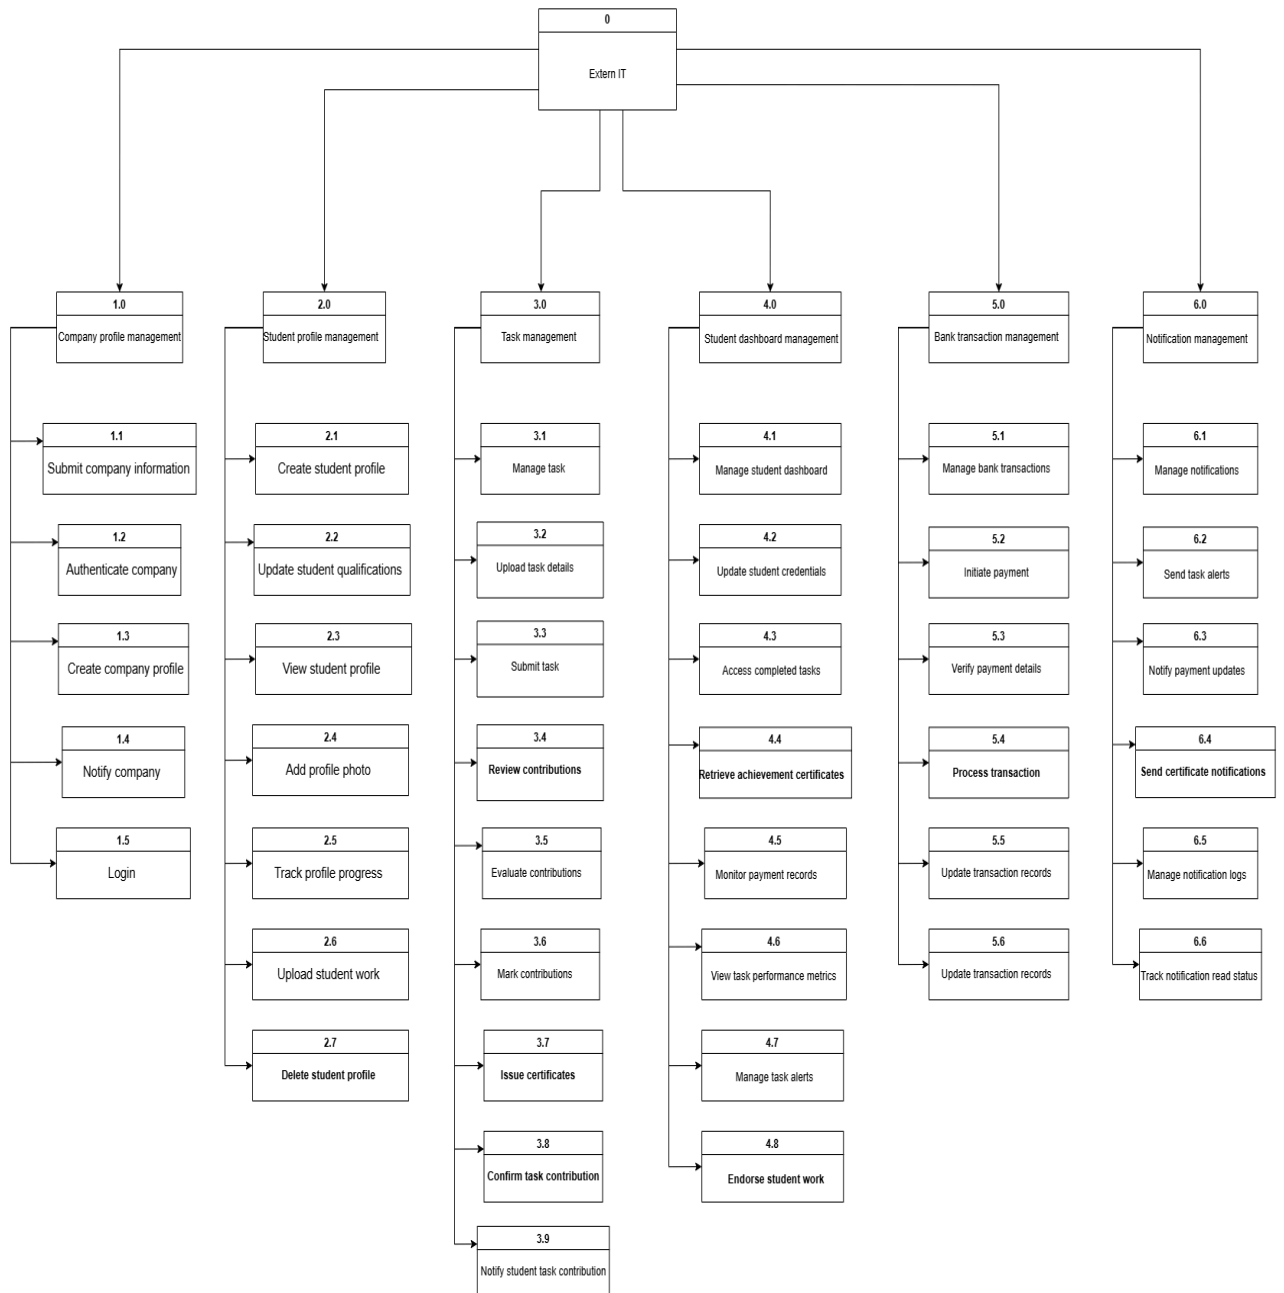 0
Extern IT
1.0
Company profile management
2.0
Student profile management
3.0
Task management
4.0
Student dashboard management
5.0
Bank transaction management
6.0
Notification management
1.1
Submit company information
1.2
Authenticate company
1.3
Create company profile
1.4
Notify company
1.5
Login
2.1
Create student profile
2.2
Update student qualifications
2.3
View student profile
2.4
Add profile photo
2.5
Track profile progress
2.6
Upload student work
2.7
Delete student profile
3.1
Manage task
3.2
Upload task details
3.3
Submit task
3.4
Review contributions
3.5
Evaluate contributions
3.6
Mark contributions
3.7
Issue certificates
3.8
Confirm task contribution
3.9
Notify student task contribution
4.1
Manage student dashboard
4.2
Update student credentials
4.3
Access completed tasks
4.4
Retrieve achievement certificates
4.5
Monitor payment records
4.6
View task performance metrics
4.7
Manage task alerts
4.8
Endorse student work
5.1
Manage bank transactions
5.2
Initiate payment
5.3
Verify payment details
5.4
Process transaction
5.5
Update transaction records
5.6
Update transaction records
6.1
Manage notifications
6.2
Send task alerts
6.3
Notify payment updates
6.4
Send certificate notifications
6.5
Manage notification logs
6.6
Track notification read status